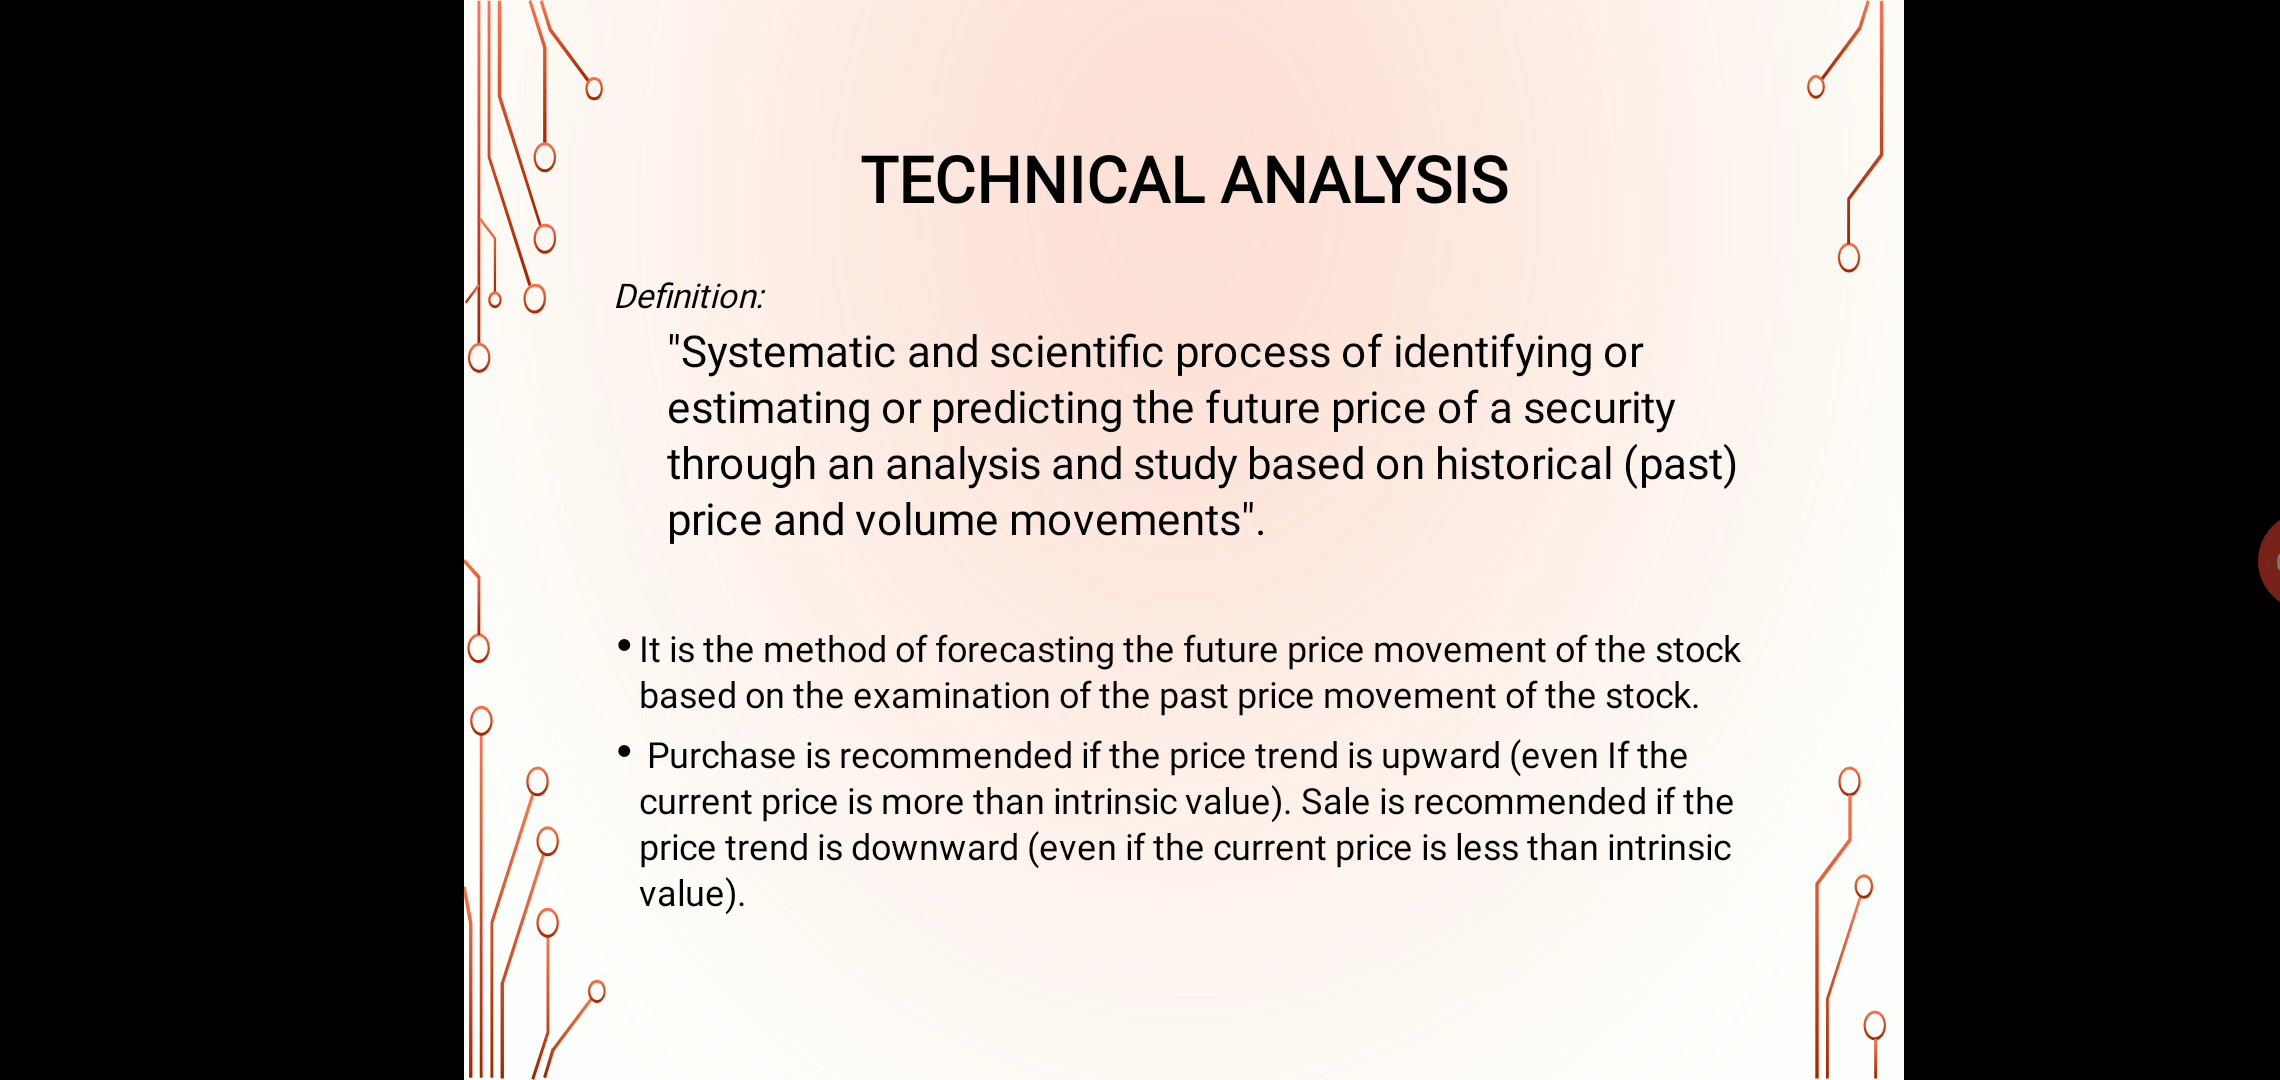 TECHNICAL ANALYSIS
Definition:
"Systematic and scientific process of identifying or
estimating or predicting the future price of a security
through an analysis and study based on historical (past)
price and volume movements".
• It is the method of forecasting the future price movement of the stock
based on the examination of the past price movement of the stock.
• Purchase is recommended if the price trend is upward (even If the
current price is more than intrinsic value). Sale is recommended if the
price trend is downward (even if the current price is less than intrinsic
value).